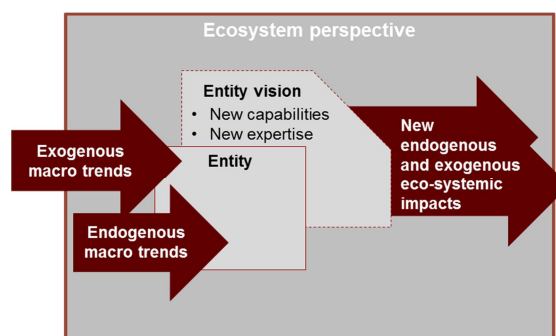 Ecosystem perspective
Entity vision
• New capabilities
• New expertise
Entity
Exogenous
macro trends
Endogenous
macro trends
New
endogenous
and exogenous
eco-systemic
impacts